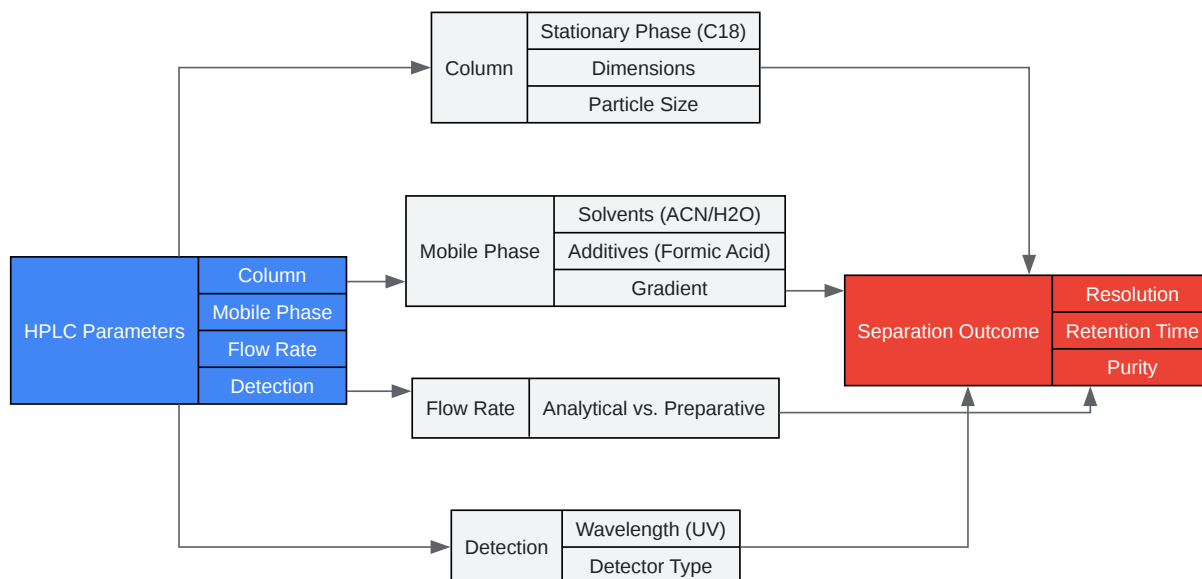 Stationary Phase (C18)
Column
Dimensions
Particle Size
Solvents (ACN/H2O)
Mobile Phase
Additives (Formic Acid)
Gradient
HPLC Parameters
Column
Mobile Phase
Flow Rate
Detection
Separation Outcome
Resolution
Retention Time
Purity
Flow Rate
Analytical vs. Preparative
Detection
Wavelength (UV)
Detector Type